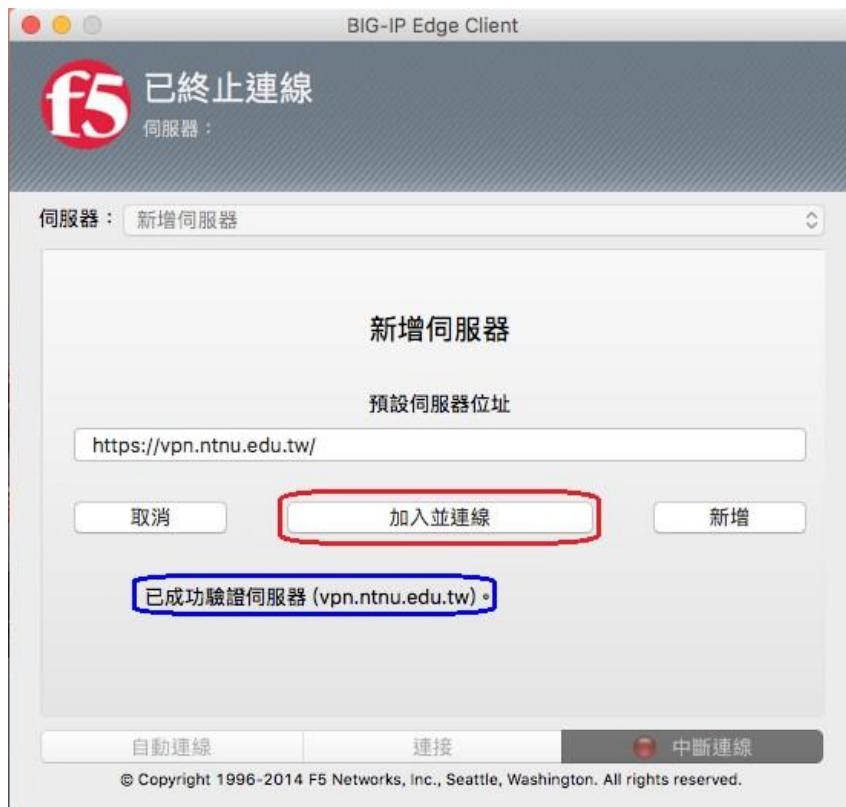 BIG-IP Edge Client
f5
已終止連線
伺服器：
伺服器： 新增伺服器
新增伺服器
預設伺服器位址
https://vpn.ntnu.edu.tw/
取消 加入並連線 新增
已成功驗證伺服器 (vpn.ntnu.edu.tw)。
自動連線 連接 中斷連線
© Copyright 1996-2014 F5 Networks, Inc., Seattle, Washington. All rights reserved.